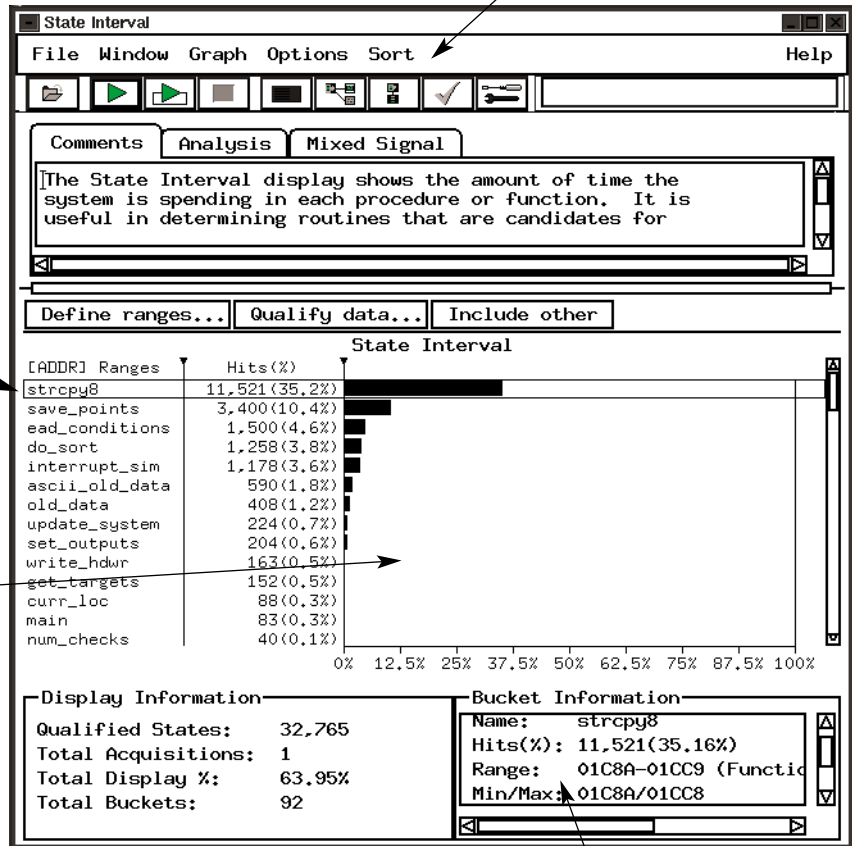 State Interval
File Window Graph Options Sort Help
Comments Analysis Mixed Signal
The State Interval display shows the amount of time the
system is spending in each procedure or function. It is
useful in determining routines that are candidates for
Define ranges... Qualify data... Include other
State Interval
[ADDR] Ranges Hits(%)
strcpy8 11,521(35.2%)
save_points 3,400(10.4%)
ead_conditions 1,500(4.6%)
do_sort 1,258(3.8%)
interrupt_sim 1,178(3.6%)
ascii_old_data 590(1.8%)
old_data 408(1.2%)
update_system 224(0.7%)
set_outputs 204(0.6%)
write_hdwr 163(0.5%)
get_targets 152(0.5%)
curr_loc 88(0.3%)
main 83(0.3%)
num_checks 40(0.1%)
0% 12.5% 25% 37.5% 50% 62.5% 75% 87.5% 100%
Display Information
Qualified States: 32,765
Total Acquisitions: 1
Total Display %: 63.95%
Total Buckets: 92
Bucket Information
Name: strcpy8
Hits(%): 11,521(35.16%)
Range: 01C8A-01CC9 (Functio
Min/Max: 01C8A/01CC8